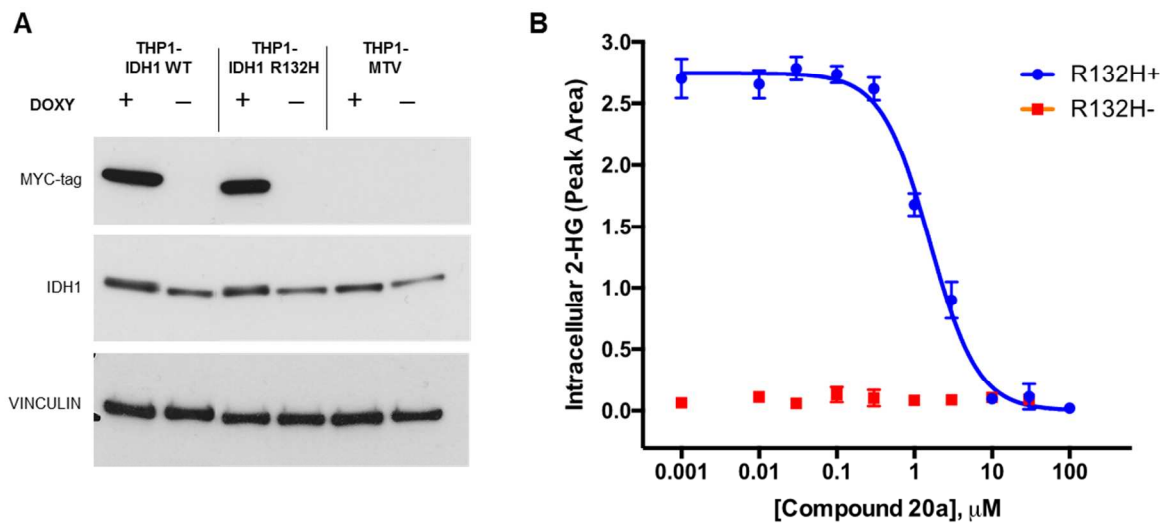 A
THP1-
IDH1 WT
THP1-
IDH1 R132H
THP1-
MTV
DOXY + – + – + –
MYC-tag
IDH1
VINCULIN
B
Intracellular 2-HG (Peak Area)
3.0
2.5
2.0
1.5
1.0
0.5
0.0
0.001 0.01 0.1 1 10 100
[Compound 20a], μM
R132H+
R132H-